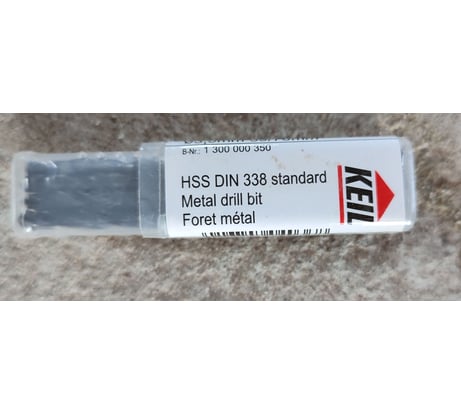 B-Nr.: 1 300 000 350
HSS DIN 338 standard
Metal drill bit
Foret métal
KEIL